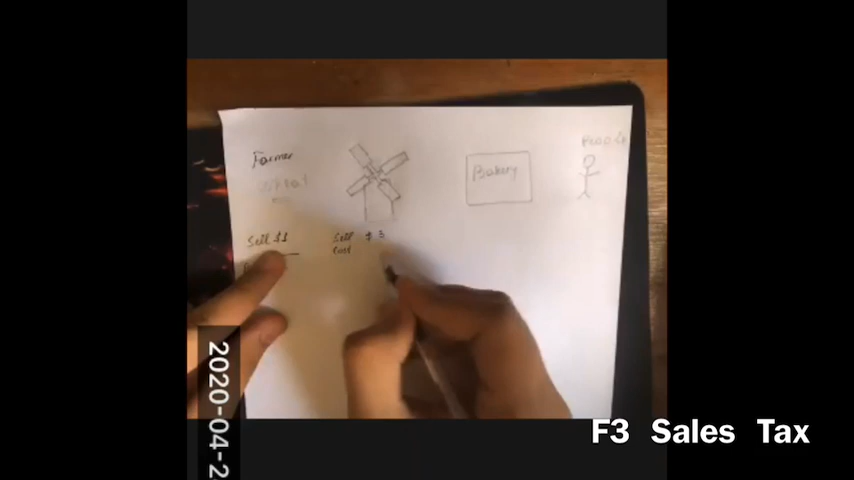 Farmer
Wheat
Sell $1
Sell $3
Cost
Bakery
2020-04-2
F3 Sales Tax